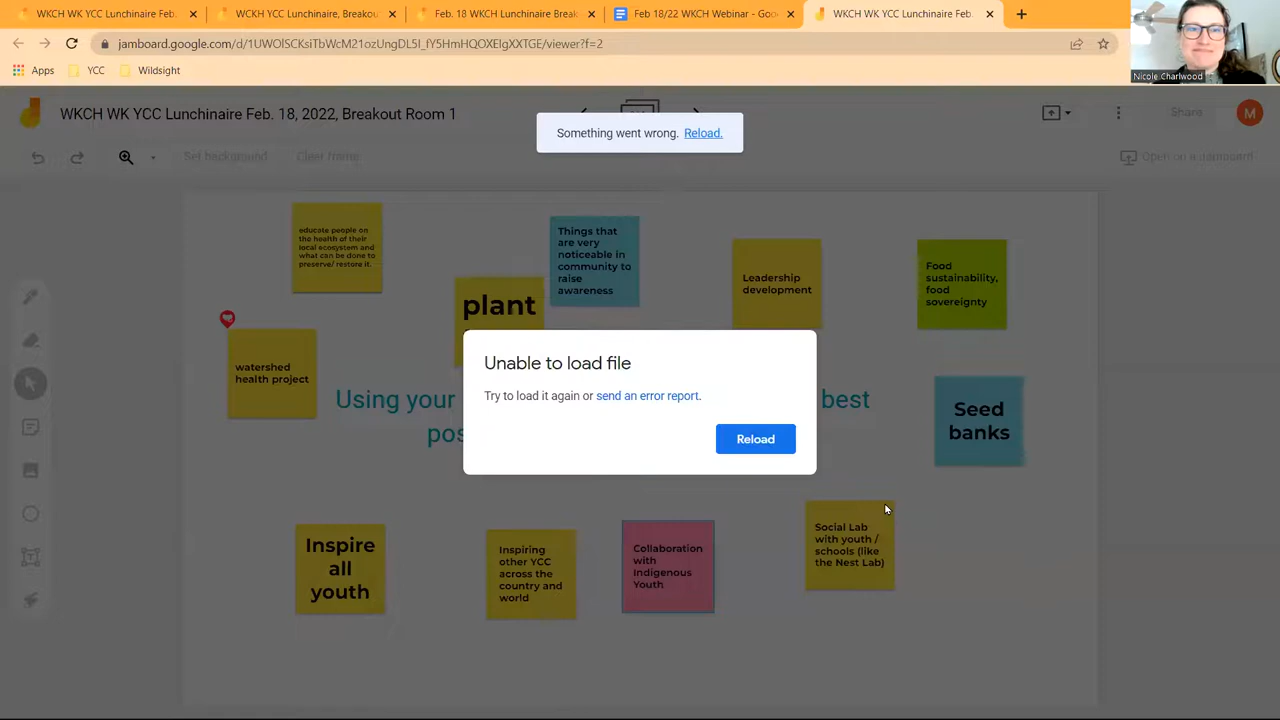 WKCH WK YCC Lunchinaire Feb.
WCKH YCC Lunchinaire, Breakou
Feb. 18 WKCH Lunchinaire Break
Feb 18/22 WKCH Webinar - Goo
WKCH WK YCC Lunchinaire Feb.
jamboard.google.com/d/
/viewer?f=2
Apps
YCC
Wildsight
Nicole Charlwood
WKCH WK YCC Lunchinaire Feb. 18, 2022, Breakout Room 1
Share
M
Something went wrong. Reload.
Set background
Clear frame
Open on a Jamboard
educate people on
the health of their
local ecosystem and
what can be done to
preserve/ restore it.
plant
Things that
are very
noticeable in
community to
raise
awareness
Leadership
development
Food
sustainability,
food
sovereignty
watershed
health project
Using your
best
pos
Unable to load file
Try to load it again or send an error report.
Reload
Seed
banks
Inspire
all
youth
Inspiring
other YCC
across the
country and
world
Collaboration
with
Indigenous
Youth
Social Lab
with youth /
schools (like
the Nest Lab)